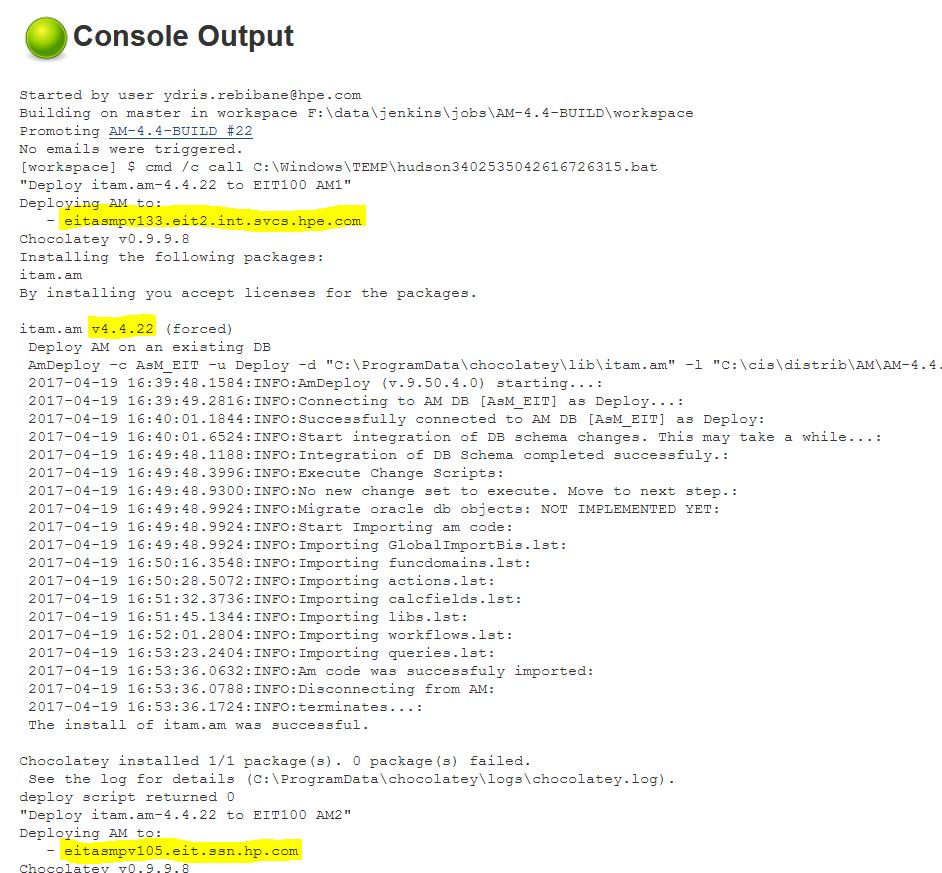 Console Output
Started by user ydris.rebibane@hpe.com
Building on master in workspace F:\data\jenkins\jobs\AM-4.4-BUILD\workspace
Promoting AM-4.4-BUILD #22
No emails were triggered.
[workspace] $ cmd /c call C:\Windows\TEMP\hudson3402535042616726315.bat
"Deploy itam.am-4.4.22 to EIT100 AM1"
Deploying AM to:
- eitasmpv133.eit2.int.svcs.hpe.com
Chocolatey v0.9.9.8
Installing the following packages:
itam.am
By installing you accept licenses for the packages.
itam.am v4.4.22 (forced)
Deploy AM on an existing DB
AmDeploy -c AsM_EIT -u Deploy -d "C:\ProgramData\chocolatey\lib\itam.am" -l "C:\cis\distrib\AM\AM-4.4.
2017-04-19 16:39:48.1584:INFO:AmDeploy (v.9.50.4.0) starting...:
2017-04-19 16:39:49.2816:INFO:Connecting to AM DB [AsM_EIT] as Deploy...:
2017-04-19 16:40:01.1844:INFO:Successfully connected to AM DB [AsM_EIT] as Deploy:
2017-04-19 16:40:01.6524:INFO:Start integration of DB schema changes. This may take a while...:
2017-04-19 16:49:48.1188:INFO:Integration of DB Schema completed successfuly.:
2017-04-19 16:49:48.3996:INFO:Execute Change Scripts:
2017-04-19 16:49:48.9300:INFO:No new change set to execute. Move to next step.:
2017-04-19 16:49:48.9924:INFO:Migrate oracle db objects: NOT IMPLEMENTED YET:
2017-04-19 16:49:48.9924:INFO:Start Importing am code:
2017-04-19 16:49:48.9924:INFO:Importing GlobalImportBis.lst:
2017-04-19 16:50:16.3548:INFO:Importing funcdomains.lst:
2017-04-19 16:50:28.5072:INFO:Importing actions.lst:
2017-04-19 16:51:32.3736:INFO:Importing calcfields.lst:
2017-04-19 16:51:45.1344:INFO:Importing libs.lst:
2017-04-19 16:52:01.2804:INFO:Importing workflows.lst:
2017-04-19 16:53:23.2404:INFO:Importing queries.lst:
2017-04-19 16:53:36.0632:INFO:Am code was successfuly imported:
2017-04-19 16:53:36.0788:INFO:Disconnecting from AM:
2017-04-19 16:53:36.1724:INFO:terminates...:
The install of itam.am was successful.
Chocolatey installed 1/1 package(s). 0 package(s) failed.
See the log for details (C:\ProgramData\chocolatey\logs\chocolatey.log).
deploy script returned 0
"Deploy itam.am-4.4.22 to EIT100 AM2"
Deploying AM to:
- eitasmpv105.eit.ssn.hp.com
Chocolatey v0.9.9.8